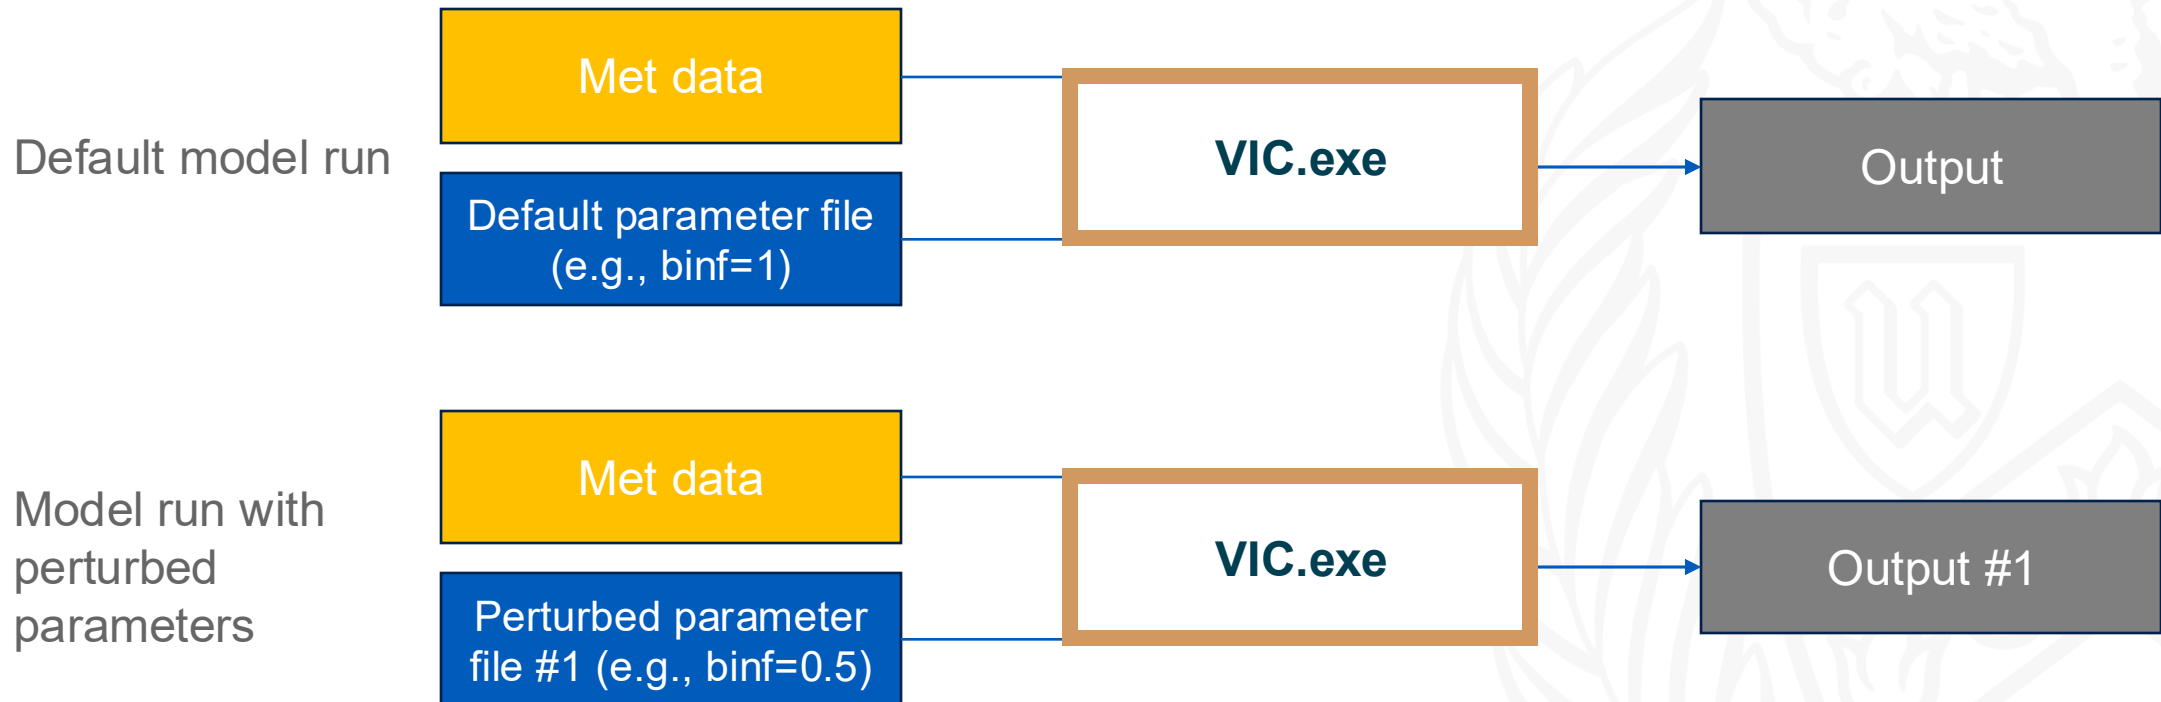 Default model run
Met data
Default parameter file
(e.g., binf=1)
VIC.exe
Output
Model run with
perturbed
parameters
Met data
Perturbed parameter
file #1 (e.g., binf=0.5)
VIC.exe
Output #1
u